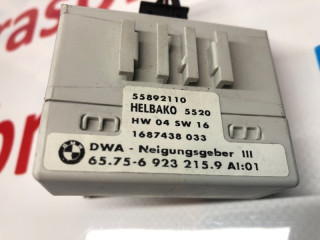 55892110
HELBAKO 5520
HW 04 SW 16
1687438 033
DWA - Neigungsgeber III
65.75-6 923 215.9 AI:01